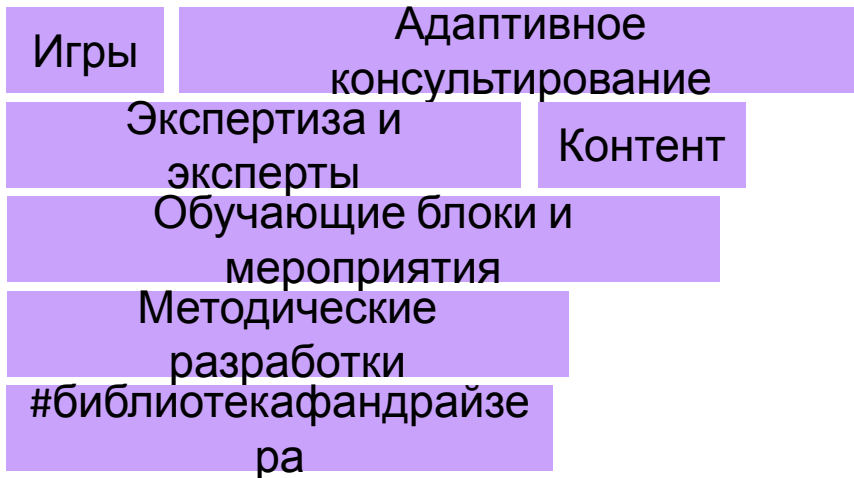 Игры
Адаптивное
консультирование
Экспертиза и
эксперты
Контент
Обучающие блоки и
мероприятия
Методические
разработки
#библиотекафандрайзе
ра